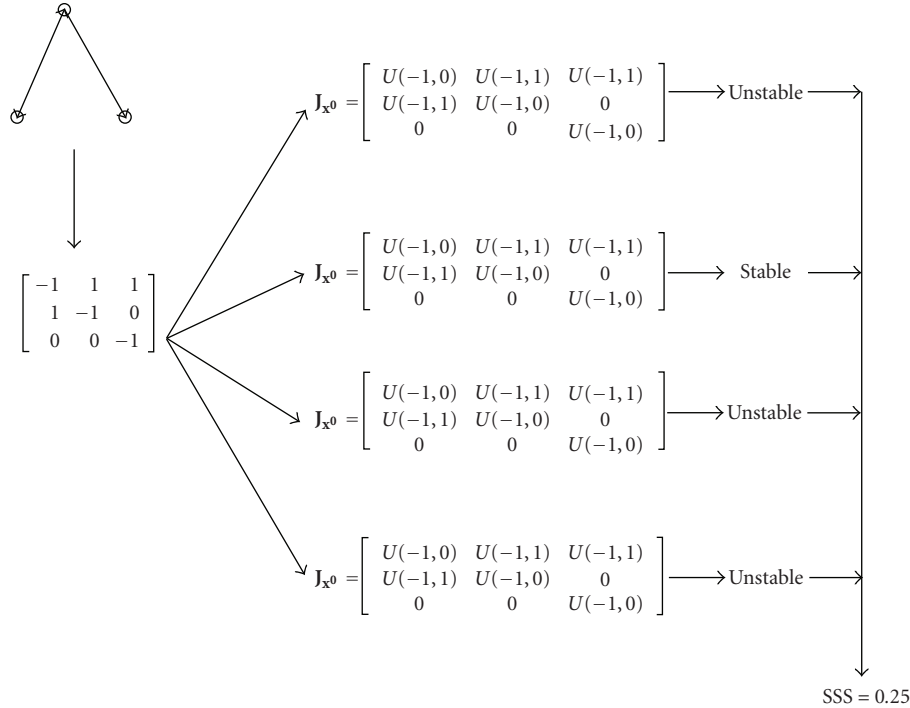 J_x⁰ = [ U(−1, 0) U(−1, 1) U(−1, 1)
U(−1, 1) U(−1, 0) 0
0 0 U(−1, 0) ]
Unstable
J_x⁰ = [ U(−1, 0) U(−1, 1) U(−1, 1)
U(−1, 1) U(−1, 0) 0
0 0 U(−1, 0) ]
Stable
[ −1 1 1
1 −1 0
0 0 −1 ]
J_x⁰ = [ U(−1, 0) U(−1, 1) U(−1, 1)
U(−1, 1) U(−1, 0) 0
0 0 U(−1, 0) ]
Unstable
J_x⁰ = [ U(−1, 0) U(−1, 1) U(−1, 1)
U(−1, 1) U(−1, 0) 0
0 0 U(−1, 0) ]
Unstable
SSS = 0.25